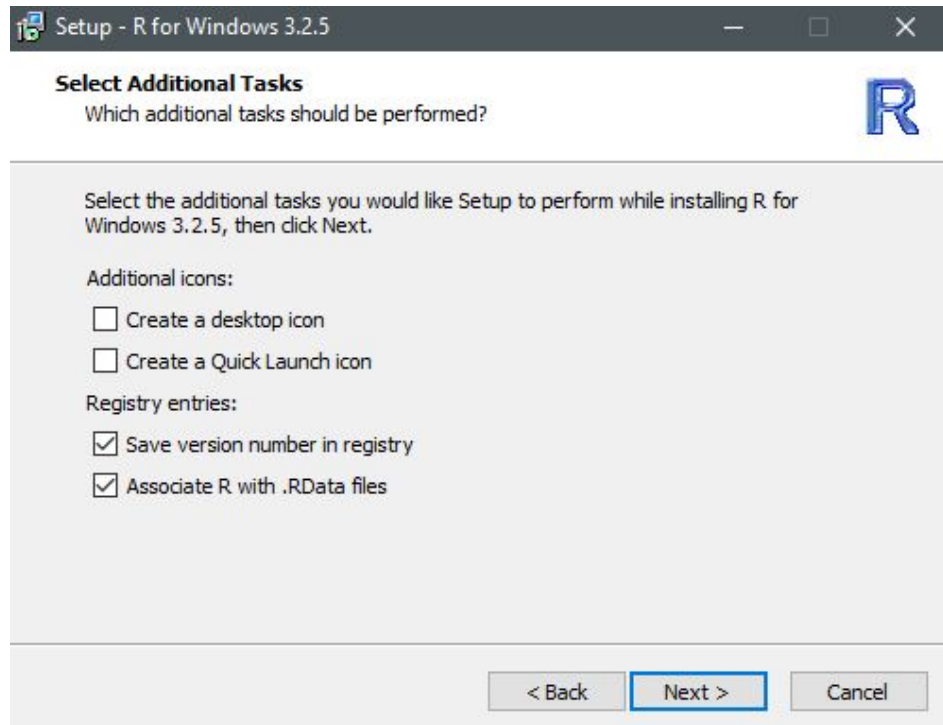 Setup - R for Windows 3.2.5
Select Additional Tasks
Which additional tasks should be performed?
R
Select the additional tasks you would like Setup to perform while installing R for
Windows 3.2.5, then click Next.
Additional icons:
Create a desktop icon
Create a Quick Launch icon
Registry entries:
Save version number in registry
Associate R with .RData files
< Back
Next >
Cancel